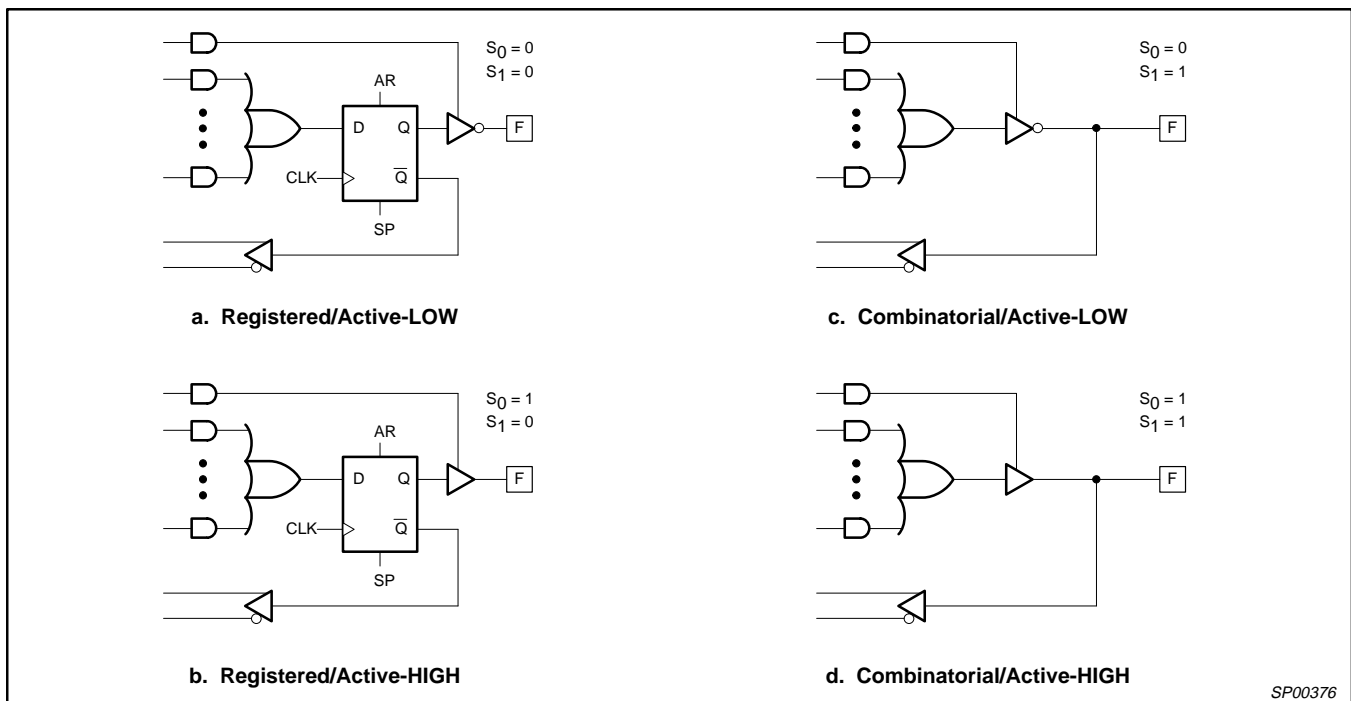 S0 = 0
S1 = 0
AR
D Q
F
CLK
Q̅
SP
a. Registered/Active-LOW
S0 = 0
S1 = 1
F
c. Combinatorial/Active-LOW
S0 = 1
S1 = 0
AR
D Q
F
CLK
Q̅
SP
b. Registered/Active-HIGH
S0 = 1
S1 = 1
F
d. Combinatorial/Active-HIGH
SP00376